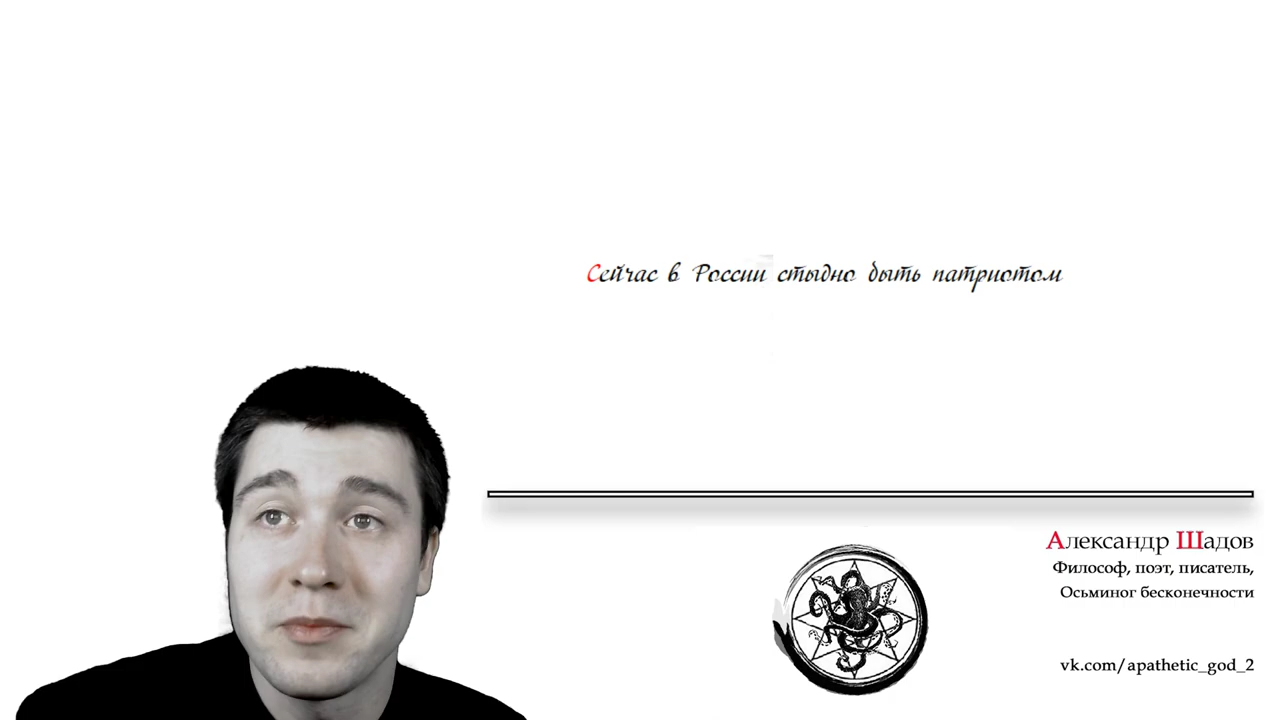 Сейчас в России стыдно быть патриотом
Александр Шадов
Философ, поэт, писатель,
Осьминог бесконечности
vk.com/apathetic_god_2